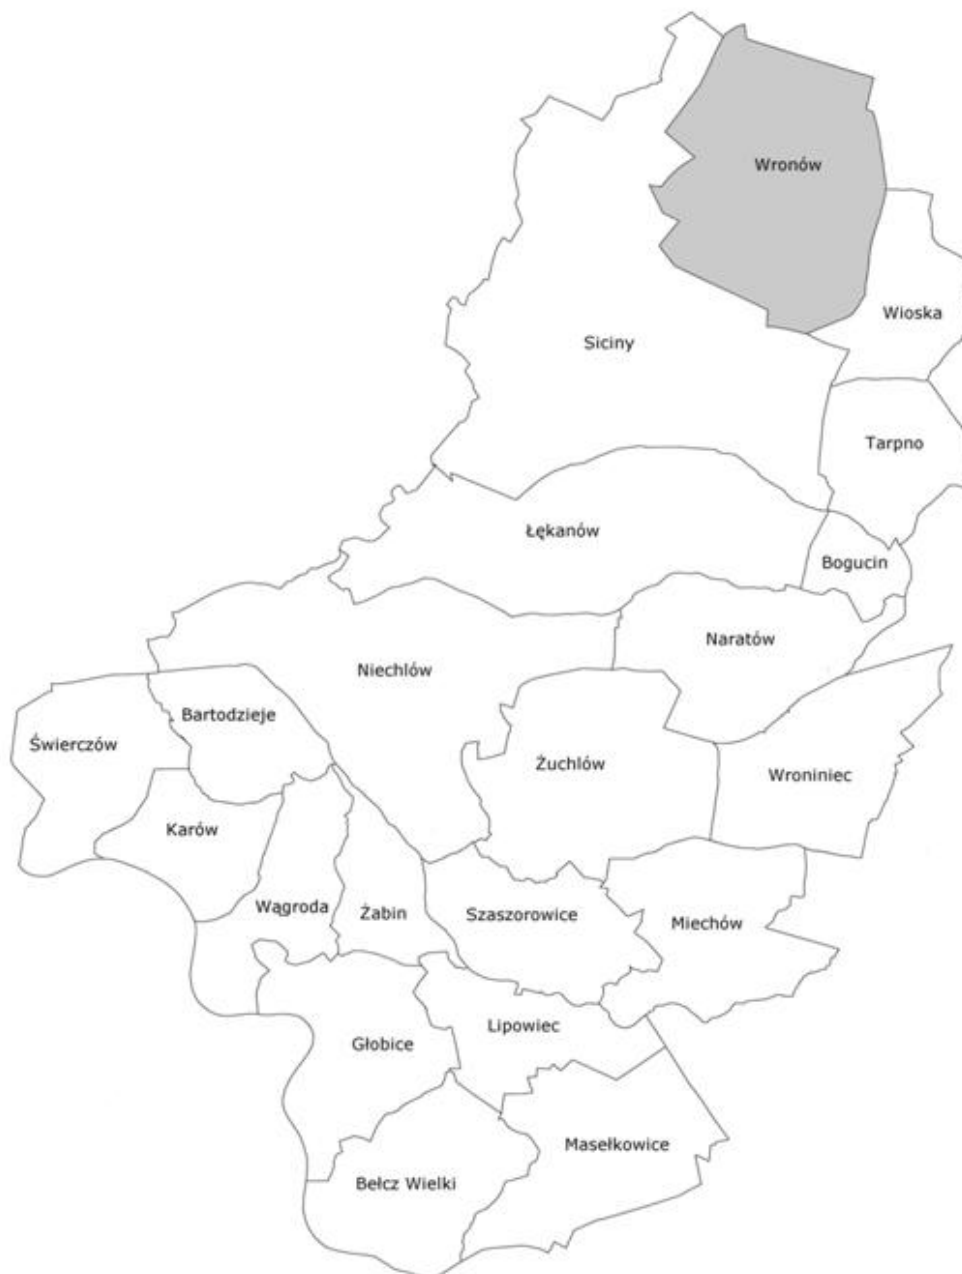 Wronów
Wioska
Siciny
Tarpno
Łękanów
Bogucin
Naratów
Niechlów
Bartodzieje
Świerczów
Żuchlów
Wroniniec
Karów
Wągroda
Żabin
Szaszorowice
Miechów
Lipowiec
Głobice
Masełkowice
Bełcz Wielki